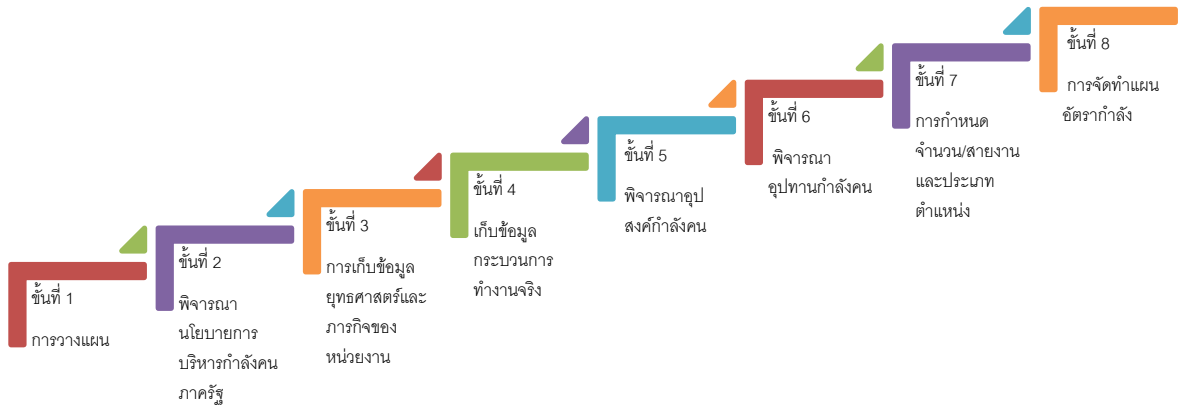 ขั้นที่ 1
การวางแผน
ขั้นที่ 2
พิจารณา
นโยบายการ
บริหารกำลังคน
ภาครัฐ
ขั้นที่ 3
การเก็บข้อมูล
ยุทธศาสตร์และ
ภารกิจของ
หน่วยงาน
ขั้นที่ 4
เก็บข้อมูล
กระบวนการ
ทำงานจริง
ขั้นที่ 5
พิจารณาอุป
สงค์กำลังคน
ขั้นที่ 6
พิจารณา
อุปทานกำลังคน
ขั้นที่ 7
การกำหนด
จำนวน/สายงาน
และประเภท
ตำแหน่ง
ขั้นที่ 8
การจัดทำแผน
อัตรากำลัง